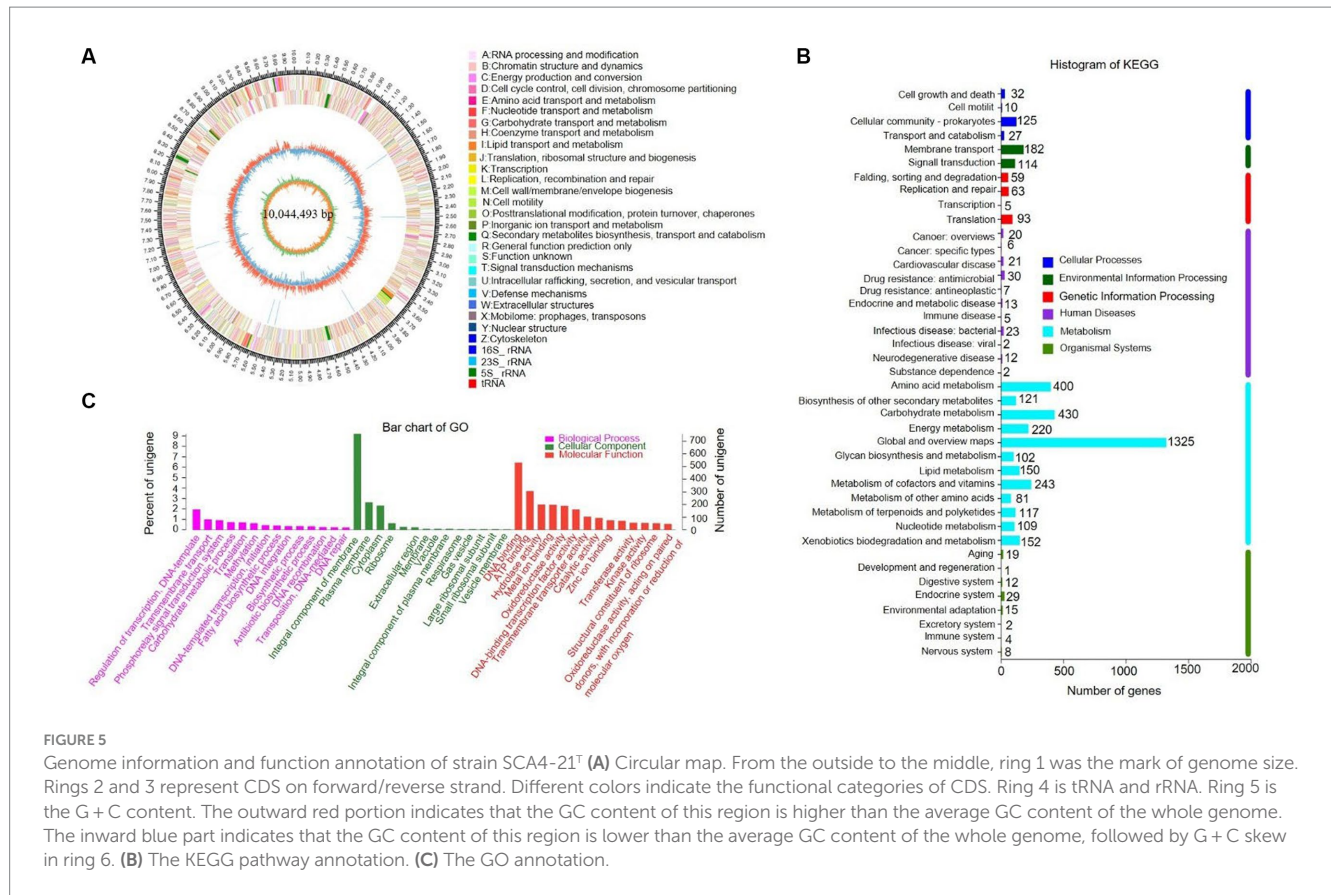 A
10,044,493 bp
A:RNA processing and modification
B:Chromatin structure and dynamics
C:Energy production and conversion
D:Cell cycle control, cell division, chromosome partitioning
E:Amino acid transport and metabolism
F:Nucleotide transport and metabolism
G:Carbohydrate transport and metabolism
H:Coenzyme transport and metabolism
I:Lipid transport and metabolism
J:Translation, ribosomal structure and biogenesis
K:Transcription
L:Replication, recombination and repair
M:Cell wall/membrane/envelope biogenesis
N:Cell motility
O:Posttranslational modification, protein turnover, chaperones
P:Inorganic ion transport and metabolism
Q:Secondary metabolites biosynthesis, transport and catabolism
R:General function prediction only
S:Function unknown
T:Signal transduction mechanisms
U:Intracellular rafficking, secretion, and vesicular transport
V:Defense mechanisms
W:Extracellular structures
X:Mobilome: prophages, transposons
Y:Nuclear structure
Z:Cytoskeleton
16S_ rRNA
23S_ rRNA
5S_ rRNA
tRNA
B
Histogram of KEGG
Cell growth and death 32
Cell motilit 10
Cellular community - prokaryotes 125
Transport and catabolism 27
Membrane transport 182
Signall transduction 114
Falding, sorting and degradation 59
Replication and repair 63
Transcription 5
Translation 93
Cancer: overviews 20
Cancer: specific types 6
Cardiovascular disease 21
Drug resistance: antimicrobial 30
Drug resistance: antineoplastic 7
Endocrine and metabolic disease 13
Immune disease 5
Infectious disease: bacterial 23
Infectious disease: viral 2
Neurodegenerative disease 12
Substance dependence 2
Amino acid metabolism 400
Biosynthesis of other secondary metabolites 121
Carbohydrate metabolism 430
Energy metabolism 220
Global and overview maps 1325
Glycan biosynthesis and metabolism 102
Lipid metabolism 150
Metabolism of cofactors and vitamins 243
Metabolism of other amino acids 81
Metabolism of terpenoids and polyketides 117
Nucleotide metabolism 109
Xenobiotics biodegradation and metabolism 152
Aging 19
Development and regeneration 1
Digestive system 12
Endocrine system 29
Environmental adaptation 15
Excretory system 2
Immune system 4
Nervous system 8
0 500 1000 1500 2000
Number of genes
Cellular Processes
Environmental Information Processing
Genetic Information Processing
Human Diseases
Metabolism
Organismal Systems
C
Bar chart of GO
Biological Process
Cellular Component
Molecular Function
Percent of unigene
9
8
7
6
5
4
3
2
1
0
Number of unigene
700
600
500
400
300
200
100
0
Regulation of transcription, DNA-template
Transmembrane transport
Phosphorelay signal transduction system
Carbohydrate metabolic process
Translation
Methylation
DNA-templated transcription, initiation
Fatty acid biosynthetic process
DNA integration
Biosynthetic process
Antibiotic biosynthetic process
DNA recombination
Transposition, DNA-mediated
DNA repair
Integral component of membrane
Plasma membrane
Cytoplasm
Ribosome
Extracellular region
Membrane
Vacuole
Integral component of plasma membrane
Respirasome
Gas vesicle
Large ribosomal subunit
Small ribosomal subunit
Vesicle membrane
DNA binding
ATP binding
Hydrolase activity
Metal ion binding
Oxidoreductase activity
DNA-binding transcription factor activity
Transmembrane transporter activity
Catalytic activity
Zinc ion binding
Transferase activity
Kinase activity
Structural constituent of ribosome
Oxidoreductase activity, acting on paired
donors, with incorporation or reduction of
molecular oxygen
FIGURE 5
Genome information and function annotation of strain SCA4-21ᵀ (A) Circular map. From the outside to the middle, ring 1 was the mark of genome size.
Rings 2 and 3 represent CDS on forward/reverse strand. Different colors indicate the functional categories of CDS. Ring 4 is tRNA and rRNA. Ring 5 is
the G + C content. The outward red portion indicates that the GC content of this region is higher than the average GC content of the whole genome.
The inward blue part indicates that the GC content of this region is lower than the average GC content of the whole genome, followed by G + C skew
in ring 6. (B) The KEGG pathway annotation. (C) The GO annotation.